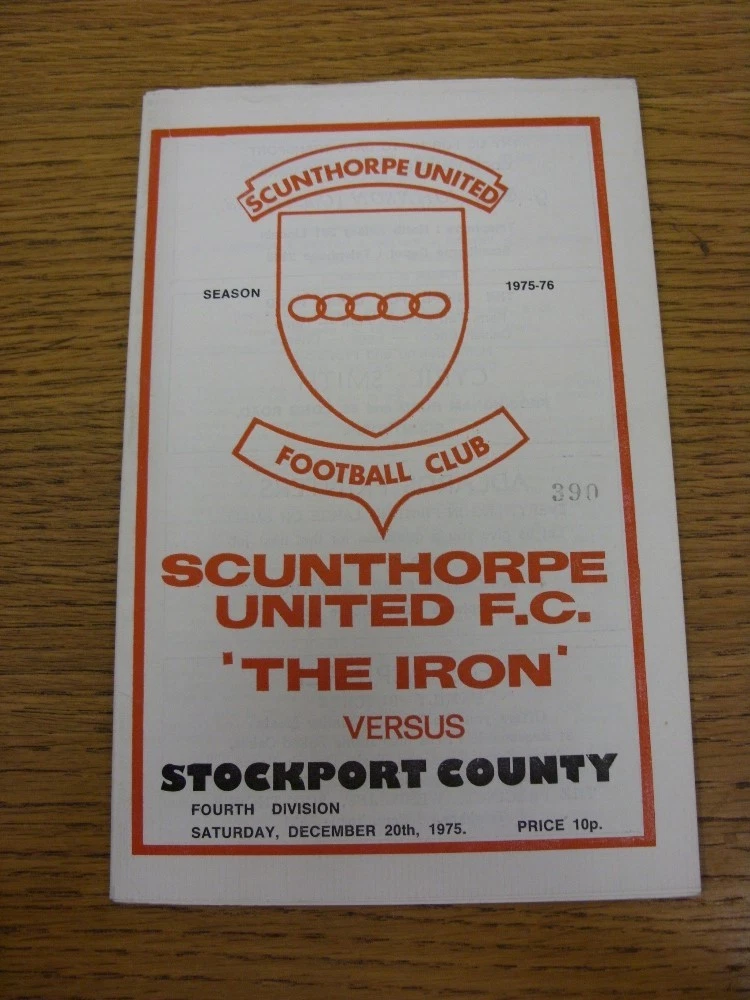 SCUNTHORPE UNITED
SEASON 1975-76
FOOTBALL CLUB
390
SCUNTHORPE
UNITED F.C.
'THE IRON'
VERSUS
STOCKPORT COUNTY
FOURTH DIVISION
SATURDAY, DECEMBER 20th, 1975. PRICE 10p.